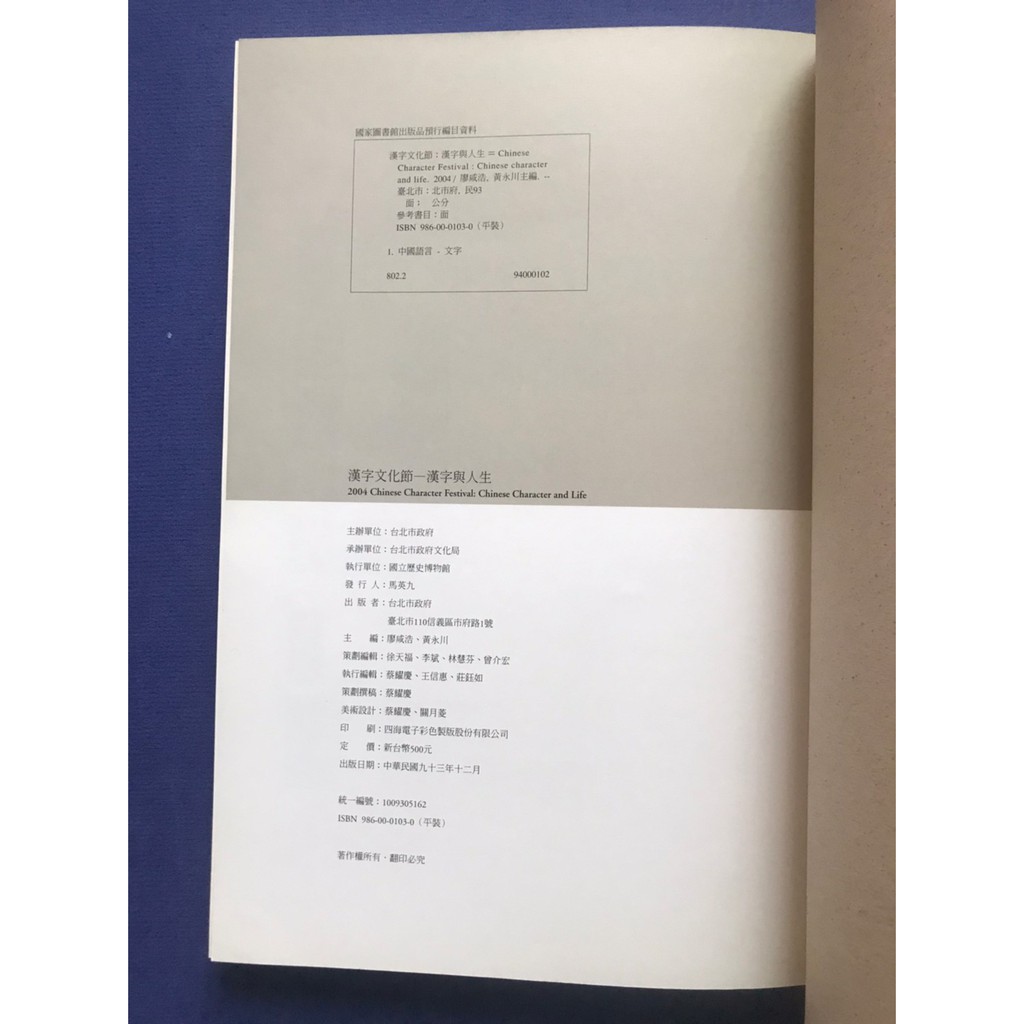 國家圖書館出版品預行編目資料
漢字文化節：漢字與人生＝Chinese
Character Festival : Chinese character
and life. 2004 / 廖咸浩, 黃永川主編. --
臺北市：北市府, 民93
面； 公分
參考書目：面
ISBN 986-00-0103-0（平裝）
1. 中國語言 - 文字
802.2 94000102
漢字文化節—漢字與人生
2004 Chinese Character Festival: Chinese Character and Life
主辦單位：台北市政府
承辦單位：台北市政府文化局
執行單位：國立歷史博物館
發 行 人：馬英九
出 版 者：台北市政府
臺北市110信義區市府路1號
主 編：廖咸浩、黃永川
策劃編輯：徐天福、李斌、林慧芬、曾介宏
執行編輯：蔡耀慶、王信惠、莊鈺如
策劃撰稿：蔡耀慶
美術設計：蔡耀慶、關月菱
印 刷：四海電子彩色製版股份有限公司
定 價：新台幣500元
出版日期：中華民國九十三年十二月
統一編號：1009305162
ISBN 986-00-0103-0（平裝）
著作權所有‧翻印必究